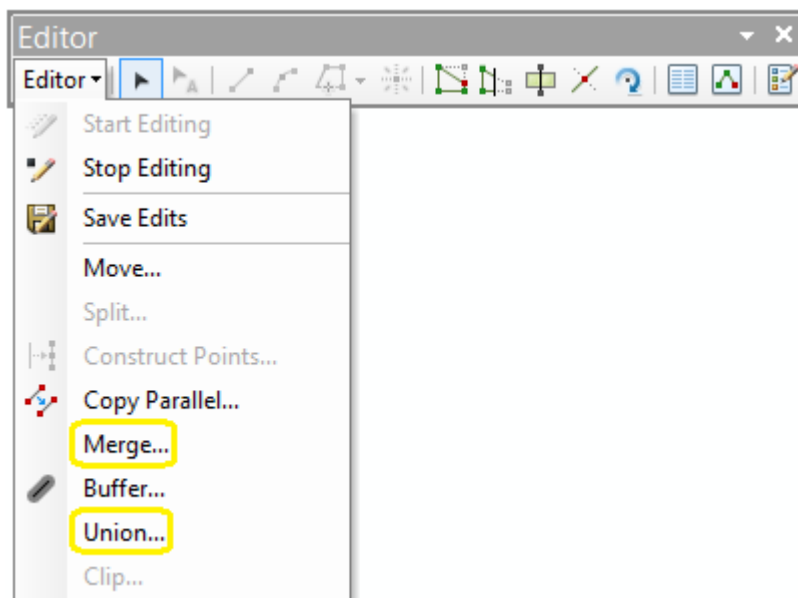 Editor
Editor
Start Editing
Stop Editing
Save Edits
Move...
Split...
Construct Points...
Copy Parallel...
Merge...
Buffer...
Union...
Clip...